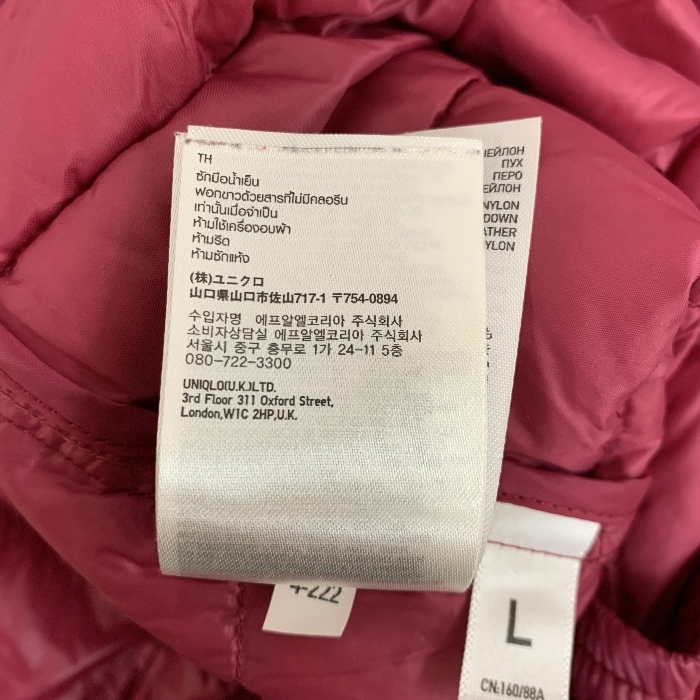 TH
ซักมือน้ำเย็น
ฟอกขาวด้วยสารที่ไม่มีคลอรีน
เท่านั้นเมื่อจำเป็น
ห้ามใช้เครื่องอบผ้า
ห้ามรีด
ห้ามซักแห้ง
(株)ユニクロ
山口県山口市佐山717-1 〒754-0894
수입자명 에프알엘코리아 주식회사
소비자상담실 에프알엘코리아 주식회사
서울시 중구 충무로 1가 24-11 5층
080-722-3300
UNIQLO(U.K.)LTD.
3rd Floor 311 Oxford Street,
London,W1C 2HP,U.K.
ЕЙЛОН
ПУХ
ПЕРО
ЕЙЛОН
NYLON
DOWN
ATHER
YLON
4-222
L
CN:160/88A